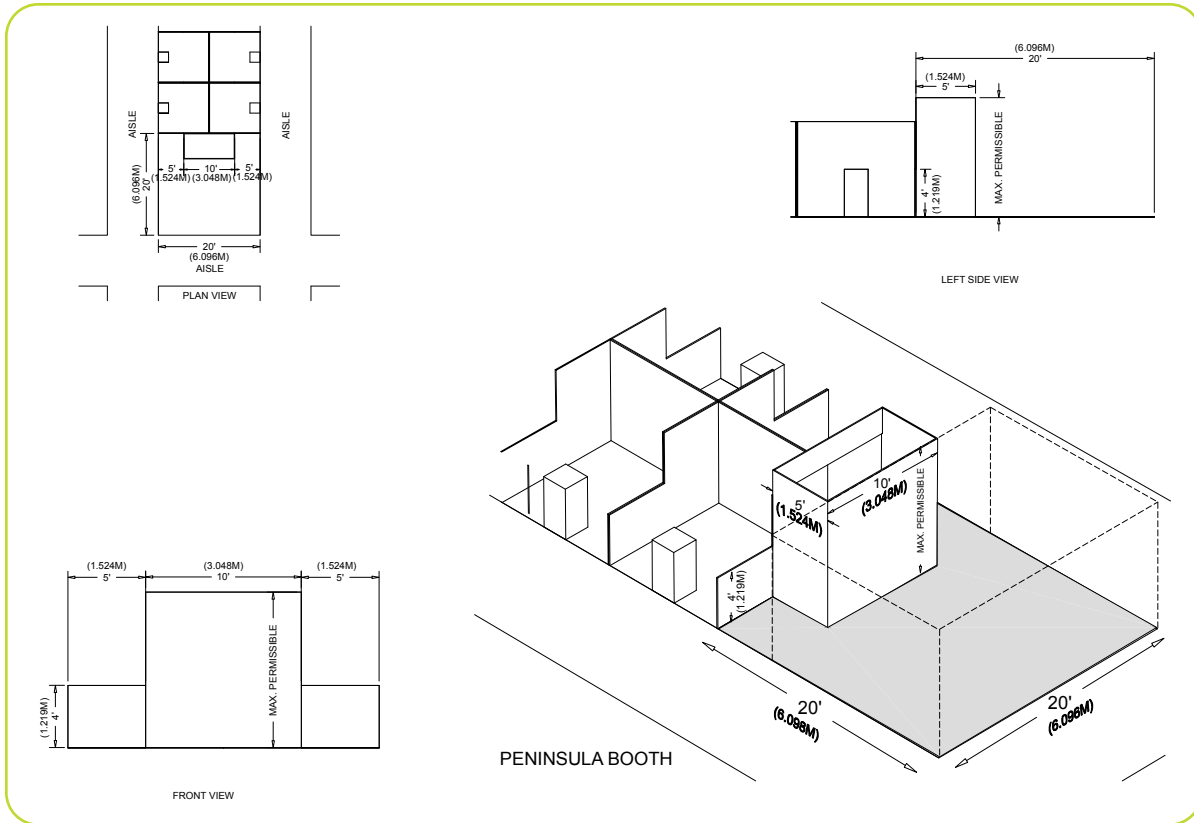 AISLE
AISLE
5'
10'
5'
(1.524M)
(3.048M)
(1.524M)
20'
(6.096M)
20'
(6.096M)
AISLE
PLAN VIEW
(6.096M)
20'
(1.524M)
5'
MAX. PERMISSIBLE
4'
(1.219M)
LEFT SIDE VIEW
(1.524M)
5'
(3.048M)
10'
(1.524M)
5'
MAX. PERMISSIBLE
(1.219M)
4'
FRONT VIEW
5'
(1.524M)
10'
(3.048M)
MAX. PERMISSIBLE
4'
(1.219M)
20'
(6.098M)
20'
(6.096M)
PENINSULA BOOTH